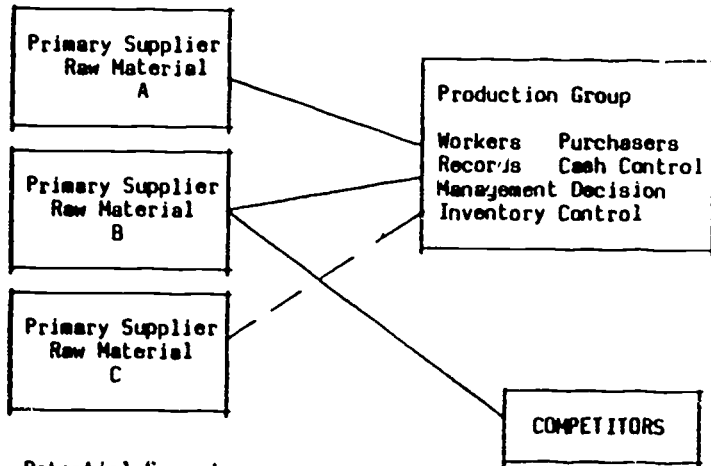 Primary Supplier
Raw Material
A
Primary Supplier
Raw Material
B
Primary Supplier
Raw Material
C
Production Group
Workers Purchasers
Records Cash Control
Management Decision
Inventory Control
COMPETITORS